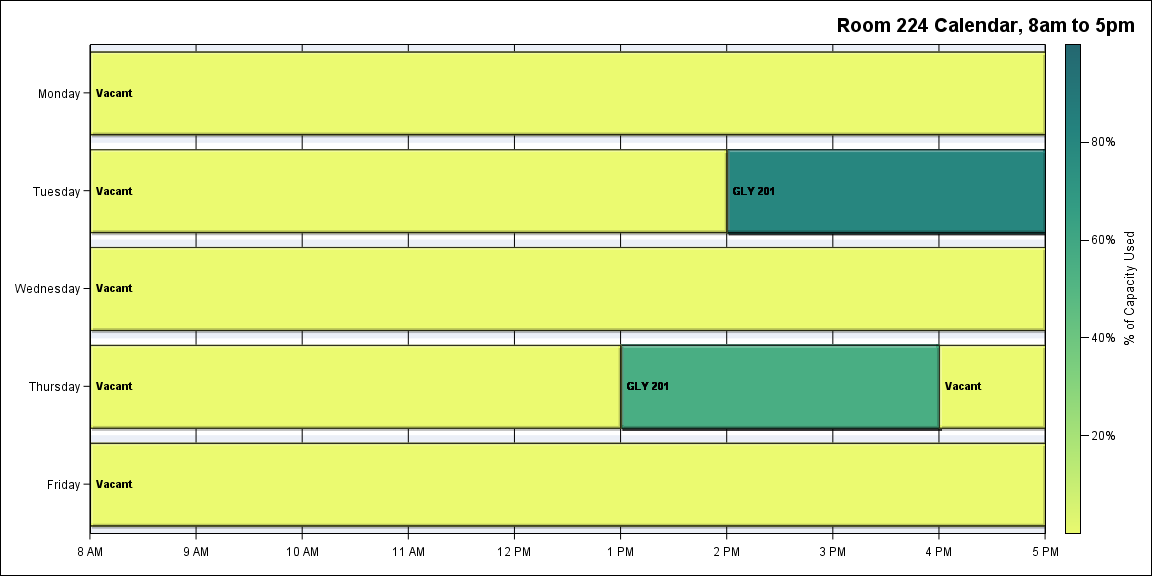 Room 224 Calendar, 8am to 5pm
Monday
Vacant
Tuesday
Vacant
GLY 201
Wednesday
Vacant
Thursday
Vacant
GLY 201
Vacant
Friday
Vacant
8 AM
9 AM
10 AM
11 AM
12 PM
1 PM
2 PM
3 PM
4 PM
5 PM
80%
60%
40%
20%
% of Capacity Used